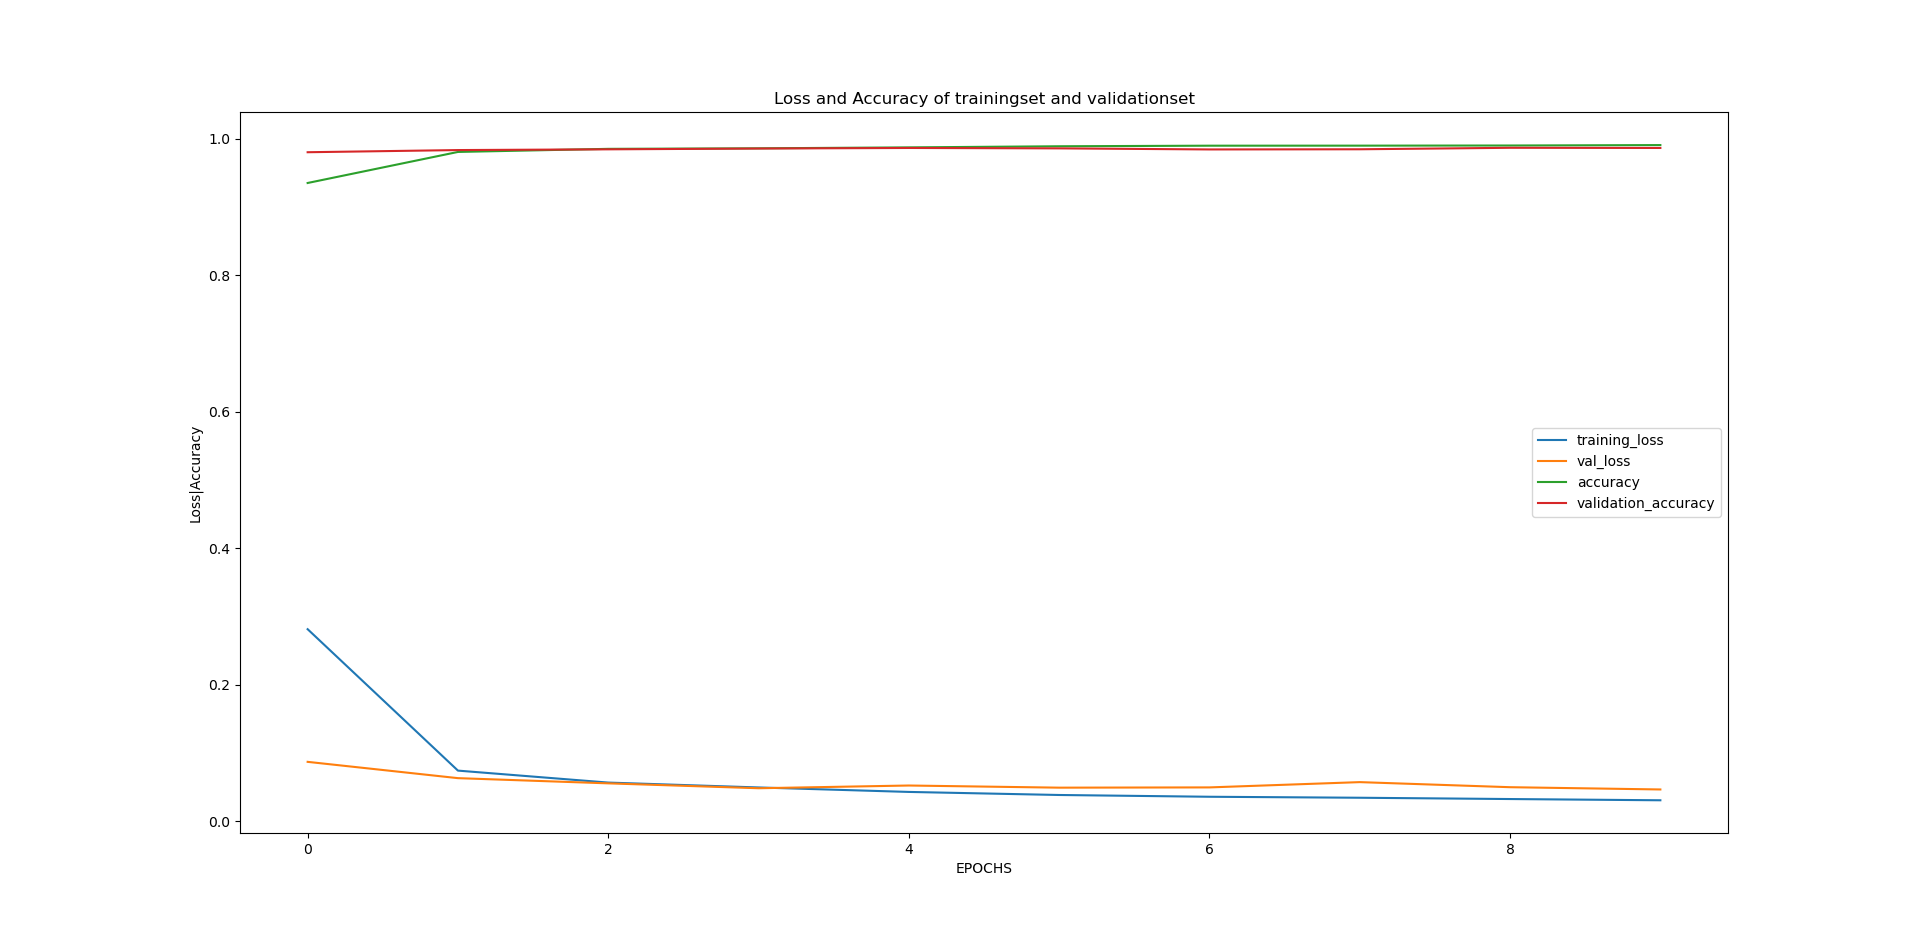 Loss and Accuracy of trainingset and validationset
1.0
0.8
0.6
0.4
0.2
0.0
Loss|Accuracy
training_loss
val_loss
accuracy
validation_accuracy
0 2 4 6 8
EPOCHS